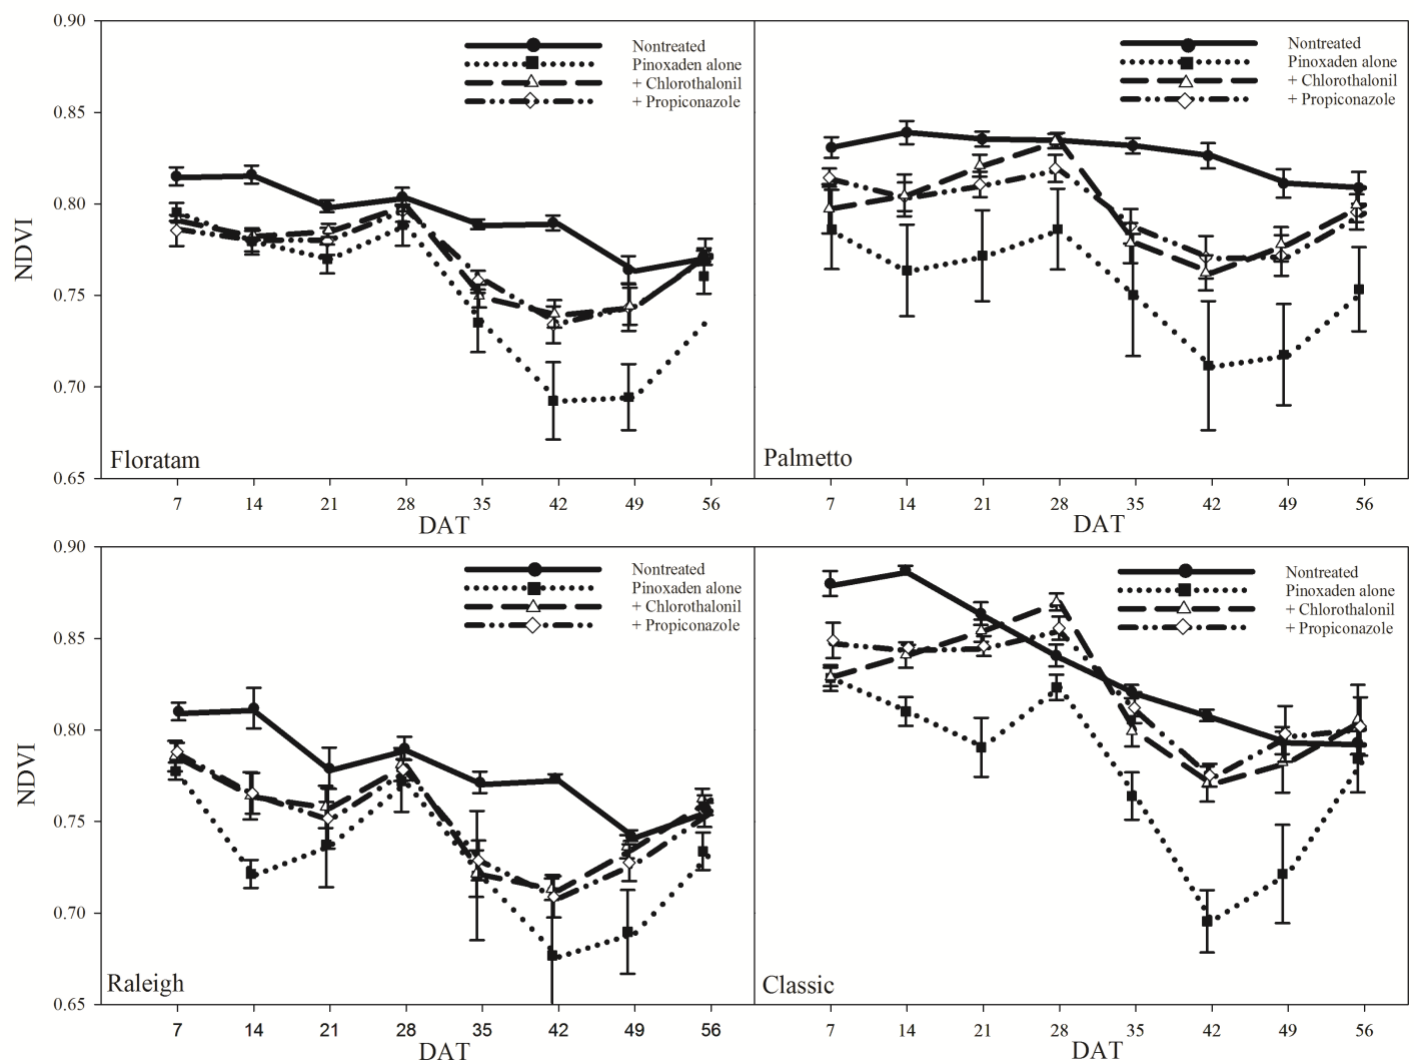 0.90
Nontreated
Pinoxaden alone
+ Chlorothalonil
+ Propiconazole
0.85
0.80
NDVI
0.75
0.70
0.65
Floratam
7 14 21 28 35 42 49 56
DAT
Nontreated
Pinoxaden alone
+ Chlorothalonil
+ Propiconazole
Palmetto
7 14 21 28 35 42 49 56
DAT
0.90
Nontreated
Pinoxaden alone
+ Chlorothalonil
+ Propiconazole
0.85
0.80
NDVI
0.75
0.70
0.65
Raleigh
7 14 21 28 35 42 49 56
DAT
Nontreated
Pinoxaden alone
+ Chlorothalonil
+ Propiconazole
Classic
7 14 21 28 35 42 49 56
DAT